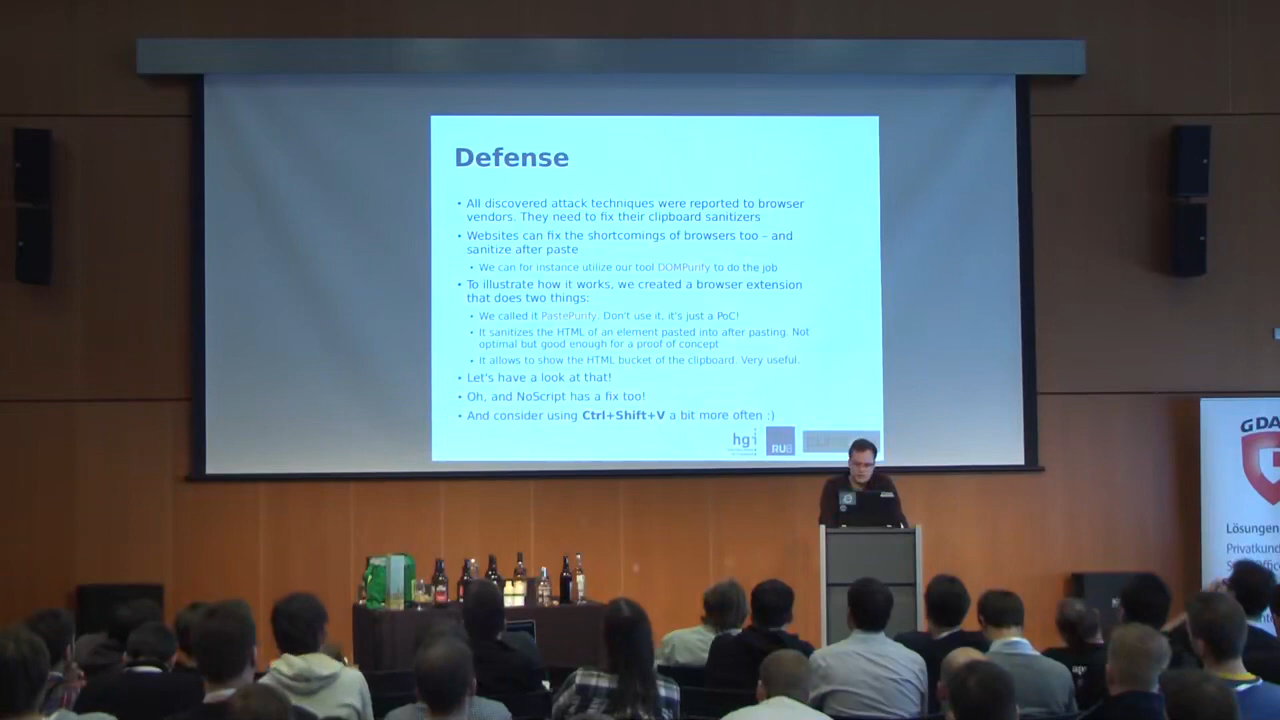 Defense
• All discovered attack techniques were reported to browser
vendors. They need to fix their clipboard sanitizers
• Websites can fix the shortcomings of browsers too – and
sanitize after paste
• We can for instance utilize our tool DOMPurify to do the job
• To illustrate how it works, we created a browser extension
that does two things:
• We called it PastePurify. Don't use it, it's just a PoC!
• It sanitizes the HTML of an element pasted into after pasting. Not
optimal but good enough for a proof of concept
• It allows to show the HTML bucket of the clipboard. Very useful.
• Let's have a look at that!
• Oh, and NoScript has a fix too!
• And consider using Ctrl+Shift+V a bit more often :)
hgi
RUB
G DA
Lösungen
Privatkund